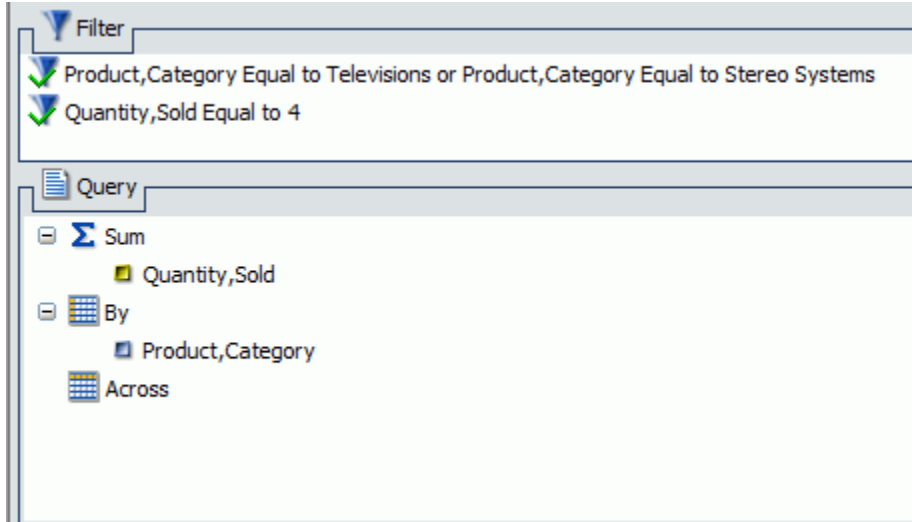 Filter
Product,Category Equal to Televisions or Product,Category Equal to Stereo Systems
Quantity,Sold Equal to 4
Query
Σ Sum
Quantity,Sold
By
Product,Category
Across